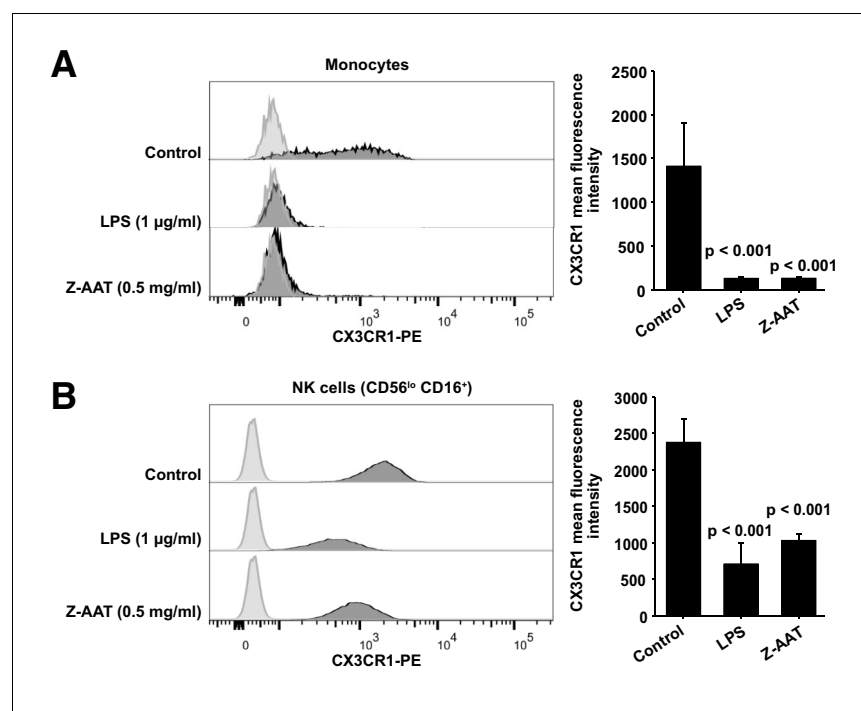 A
Monocytes
Control
LPS (1 µg/ml)
Z-AAT (0.5 mg/ml)
0
10³
10⁴
10⁵
CX3CR1-PE
CX3CR1 mean fluorescence
intensity
2500
2000
1500
1000
500
0
p < 0.001
p < 0.001
Control
LPS
Z-AAT
B
NK cells (CD56ˡᵒ CD16⁺)
Control
LPS (1 µg/ml)
Z-AAT (0.5 mg/ml)
0
10³
10⁴
10⁵
CX3CR1-PE
CX3CR1 mean fluorescence
intensity
3000
2500
2000
1500
1000
500
0
p < 0.001
p < 0.001
Control
LPS
Z-AAT